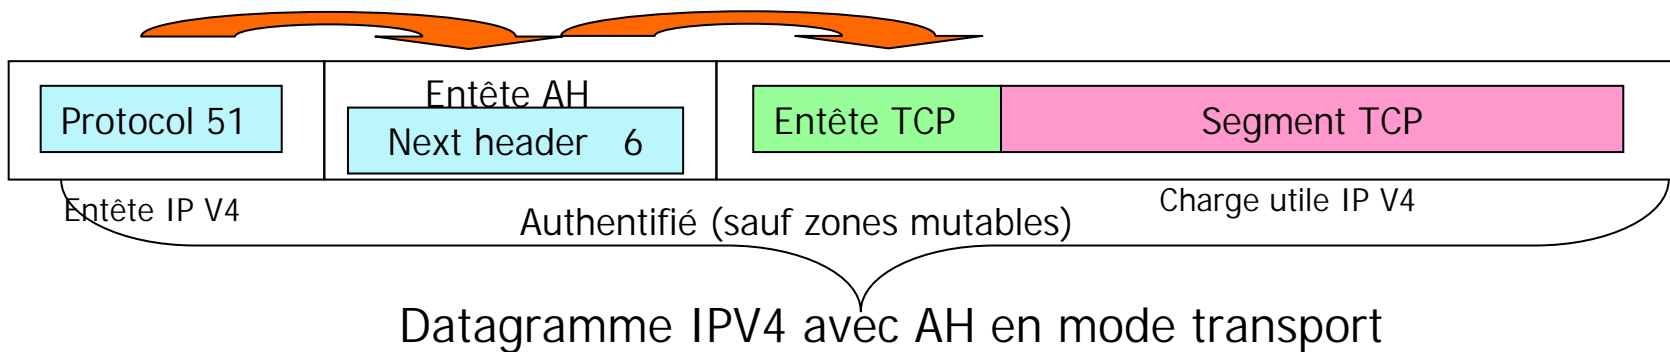 Entête AH
Protocol 51
Next header 6
Entête TCP
Segment TCP
Entête IP V4
Authentifié (sauf zones mutables)
Charge utile IP V4
Datagramme IPV4 avec AH en mode transport